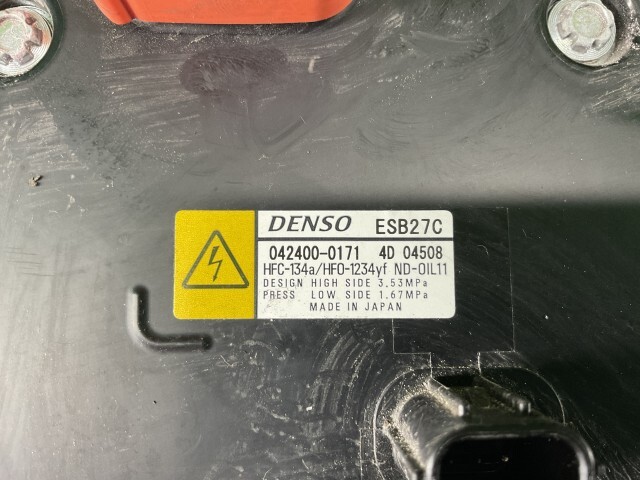 DENSO ESB27C
042400-0171 4D 04508
HFC-134a/HFO-1234yf ND-OIL11
DESIGN HIGH SIDE 3.53MPa
PRESS LOW SIDE 1.67MPa
MADE IN JAPAN